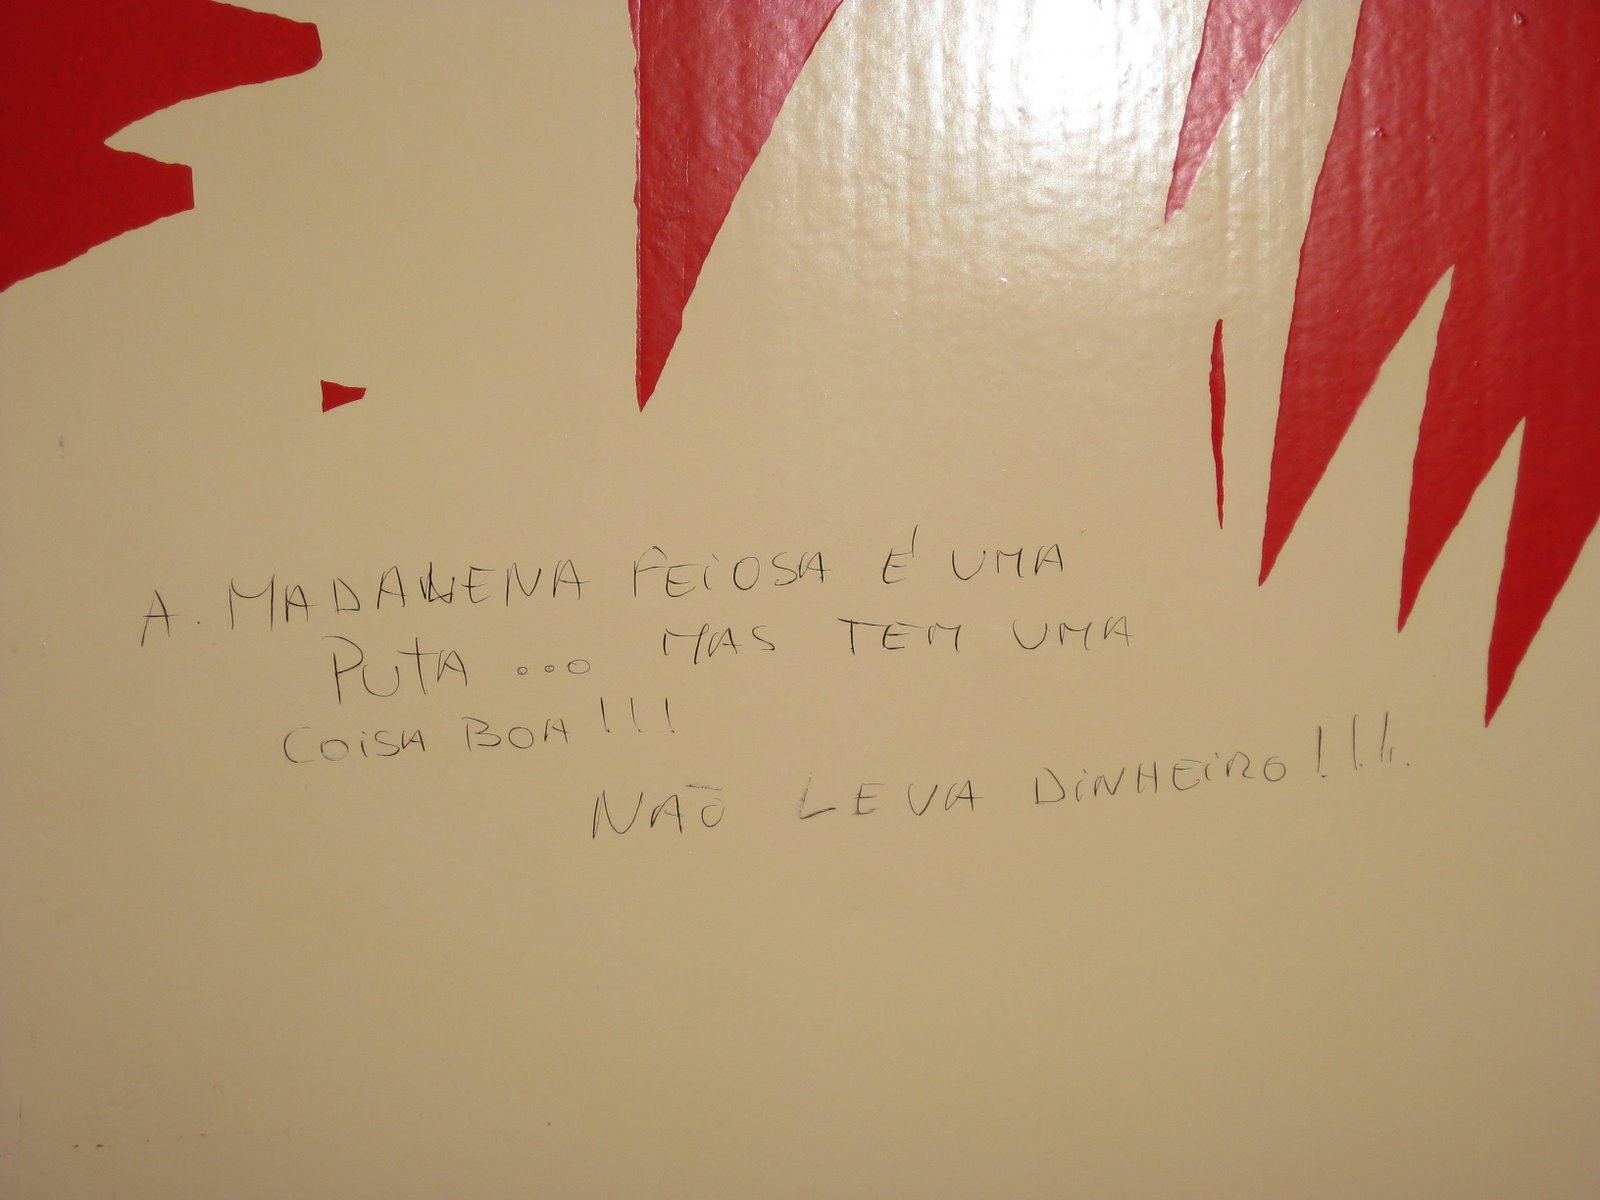 A. MADALENA FEIOSA É UMA
PUTA ... MAS TEM UMA
COISA BOA!!!
NÃO LEVA DINHEIRO!!!